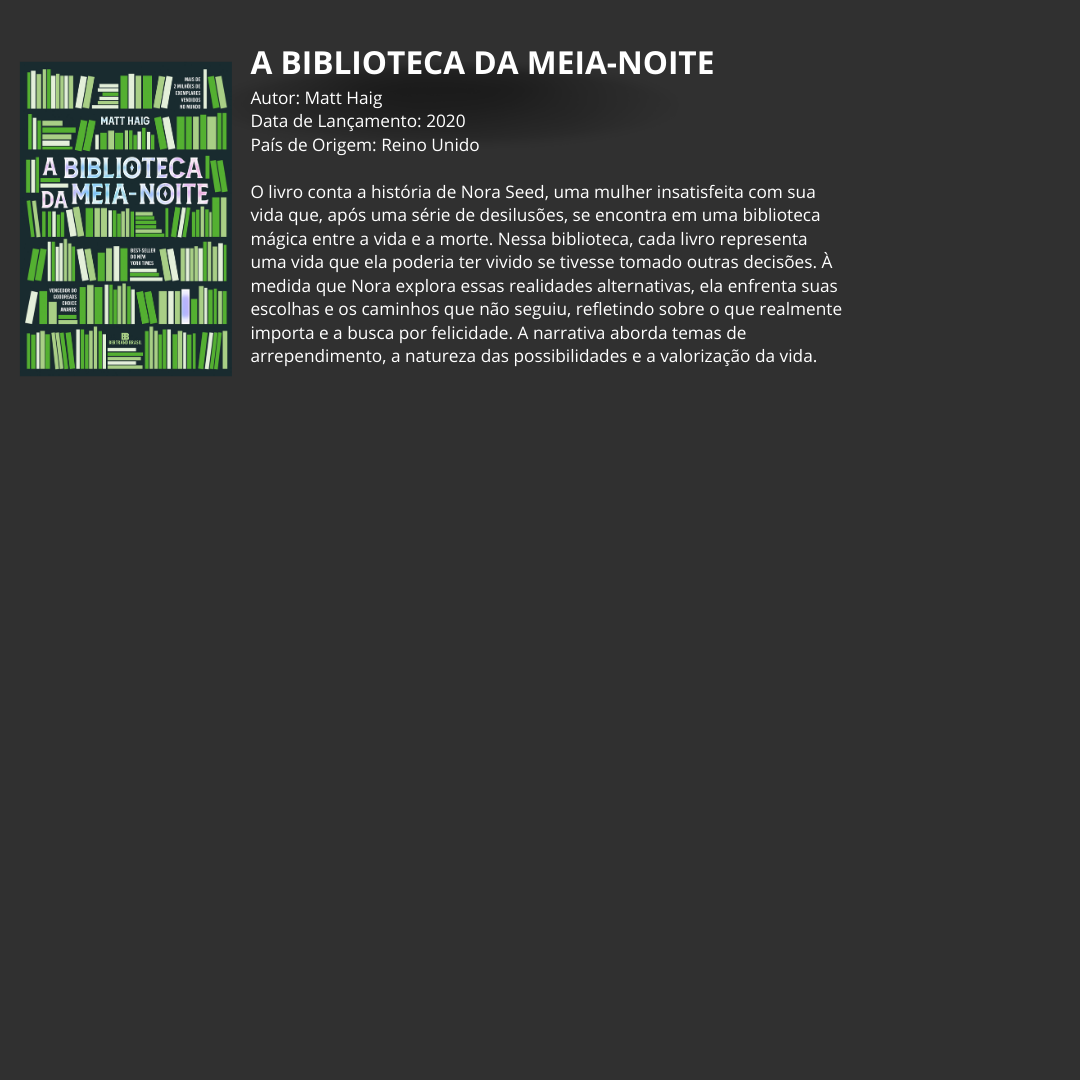 A BIBLIOTECA DA MEIA-NOITE
Autor: Matt Haig
Data de Lançamento: 2020
País de Origem: Reino Unido
O livro conta a história de Nora Seed, uma mulher insatisfeita com sua
vida que, após uma série de desilusões, se encontra em uma biblioteca
mágica entre a vida e a morte. Nessa biblioteca, cada livro representa
uma vida que ela poderia ter vivido se tivesse tomado outras decisões. À
medida que Nora explora essas realidades alternativas, ela enfrenta suas
escolhas e os caminhos que não seguiu, refletindo sobre o que realmente
importa e a busca por felicidade. A narrativa aborda temas de
arrependimento, a natureza das possibilidades e a valorização da vida.
MAIS DE
2 MILHÕES DE
EXEMPLARES
VENDIDOS
NO MUNDO
MATT HAIG
A BIBLIOTECA
DA MEIA-NOITE
BEST-SELLER
DO NEW
YORK TIMES
VENCEDOR DO
GOODREADS
CHOICE
AWARDS
BERTRAND BRASIL